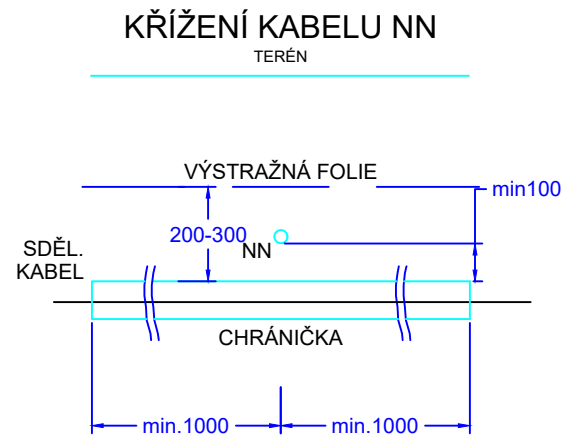 KŘÍŽENÍ KABELU NN
TERÉN
VÝSTRAŽNÁ FOLIE
min100
200-300
NN
SDĚL.
KABEL
CHRÁNIČKA
min.1000
min.1000